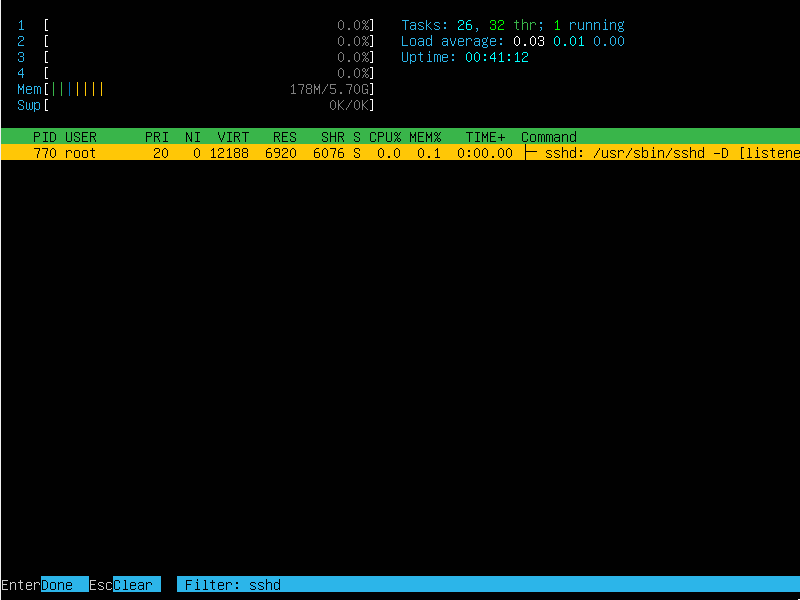 1 [ 0.0%] Tasks: 26, 32 thr; 1 running
2 [ 0.0%] Load average: 0.03 0.01 0.00
3 [ 0.0%] Uptime: 00:41:12
4 [ 0.0%]
Mem[||||||| 178M/5.70G]
Swp[ 0K/0K]
PID USER PRI NI VIRT RES SHR S CPU% MEM% TIME+ Command
770 root 20 0 12188 6920 6076 S 0.0 0.1 0:00.00 ├─ sshd: /usr/sbin/sshd -D [listene
EnterDone EscClear Filter: sshd